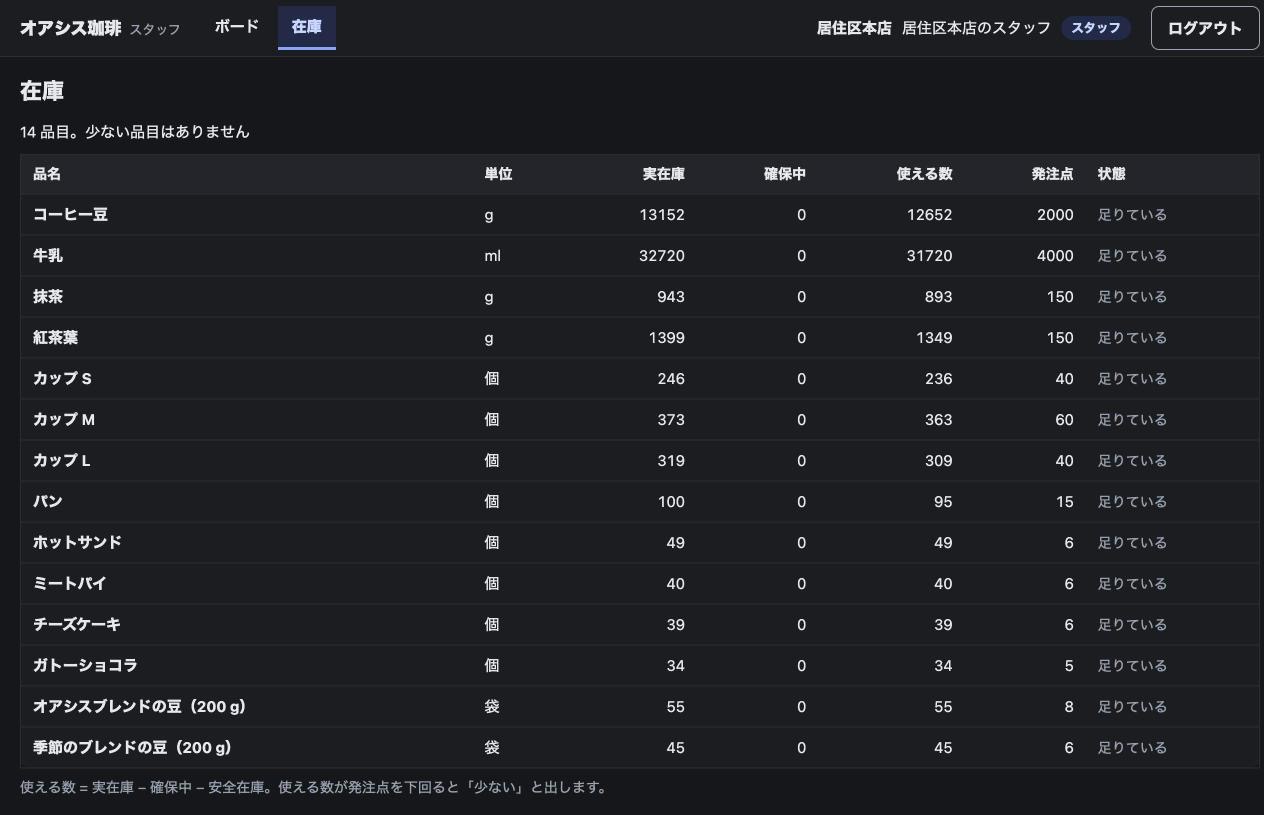 オアシス珈琲 スタッフ ボード 在庫 居住区本店 居住区本店のスタッフ スタッフ ログアウト
在庫
14 品目。少ない品目はありません
品名 単位 実在庫 確保中 使える数 発注点 状態
コーヒー豆 g 13152 0 12652 2000 足りている
牛乳 ml 32720 0 31720 4000 足りている
抹茶 g 943 0 893 150 足りている
紅茶葉 g 1399 0 1349 150 足りている
カップ S 個 246 0 236 40 足りている
カップ M 個 373 0 363 60 足りている
カップ L 個 319 0 309 40 足りている
パン 個 100 0 95 15 足りている
ホットサンド 個 49 0 49 6 足りている
ミートパイ 個 40 0 40 6 足りている
チーズケーキ 個 39 0 39 6 足りている
ガトーショコラ 個 34 0 34 5 足りている
オアシスブレンドの豆（200 g） 袋 55 0 55 8 足りている
季節のブレンドの豆（200 g） 袋 45 0 45 6 足りている
使える数 = 実在庫 − 確保中 − 安全在庫。使える数が発注点を下回ると「少ない」と出します。